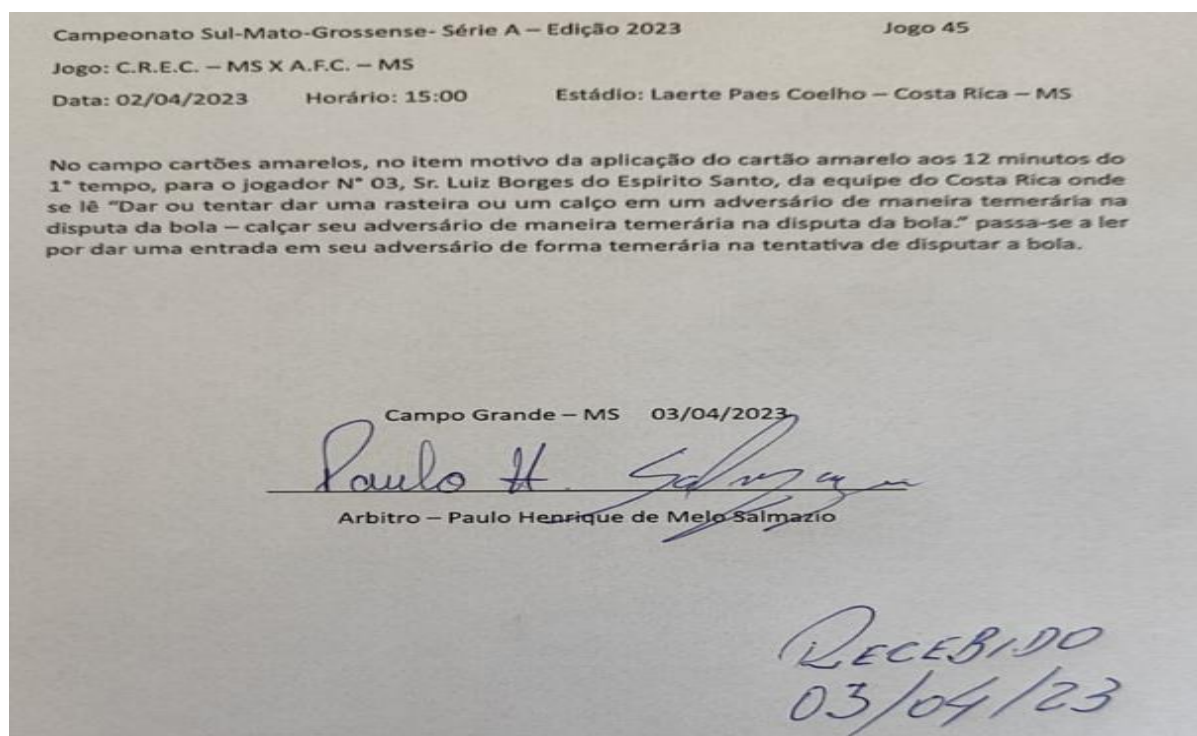 Campeonato Sul-Mato-Grossense- Série A – Edição 2023 Jogo 45
Jogo: C.R.E.C. – MS X A.F.C. – MS
Data: 02/04/2023 Horário: 15:00 Estádio: Laerte Paes Coelho – Costa Rica – MS
No campo cartões amarelos, no item motivo da aplicação do cartão amarelo aos 12 minutos do
1° tempo, para o jogador N° 03, Sr. Luiz Borges do Espirito Santo, da equipe do Costa Rica onde
se lê “Dar ou tentar dar uma rasteira ou um calço em um adversário de maneira temerária na
disputa da bola – calçar seu adversário de maneira temerária na disputa da bola.” passa-se a ler
por dar uma entrada em seu adversário de forma temerária na tentativa de disputar a bola.
Campo Grande – MS 03/04/2023
Paulo H. Salmaz
Arbitro – Paulo Henrique de Melo Salmazio
RECEBIDO
03/04/23